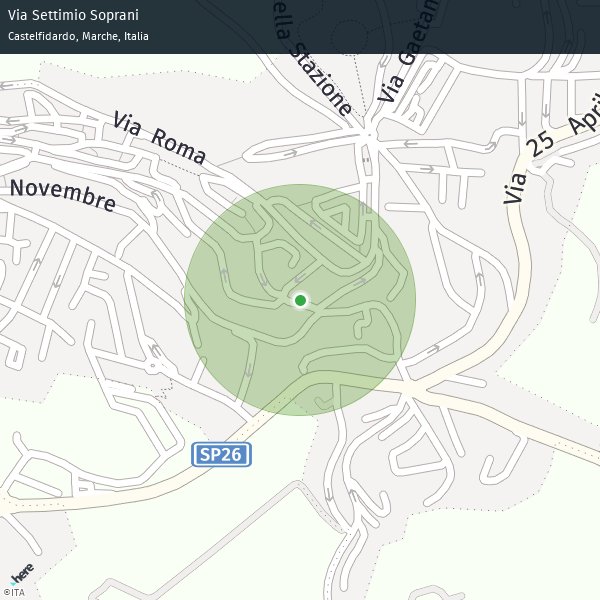 Via Settimio Soprani
Castelfidardo, Marche, Italia
ella Stazione
Via Gaetan
Via Roma
Via 25 April
Novembre
SP26
here
©ITA